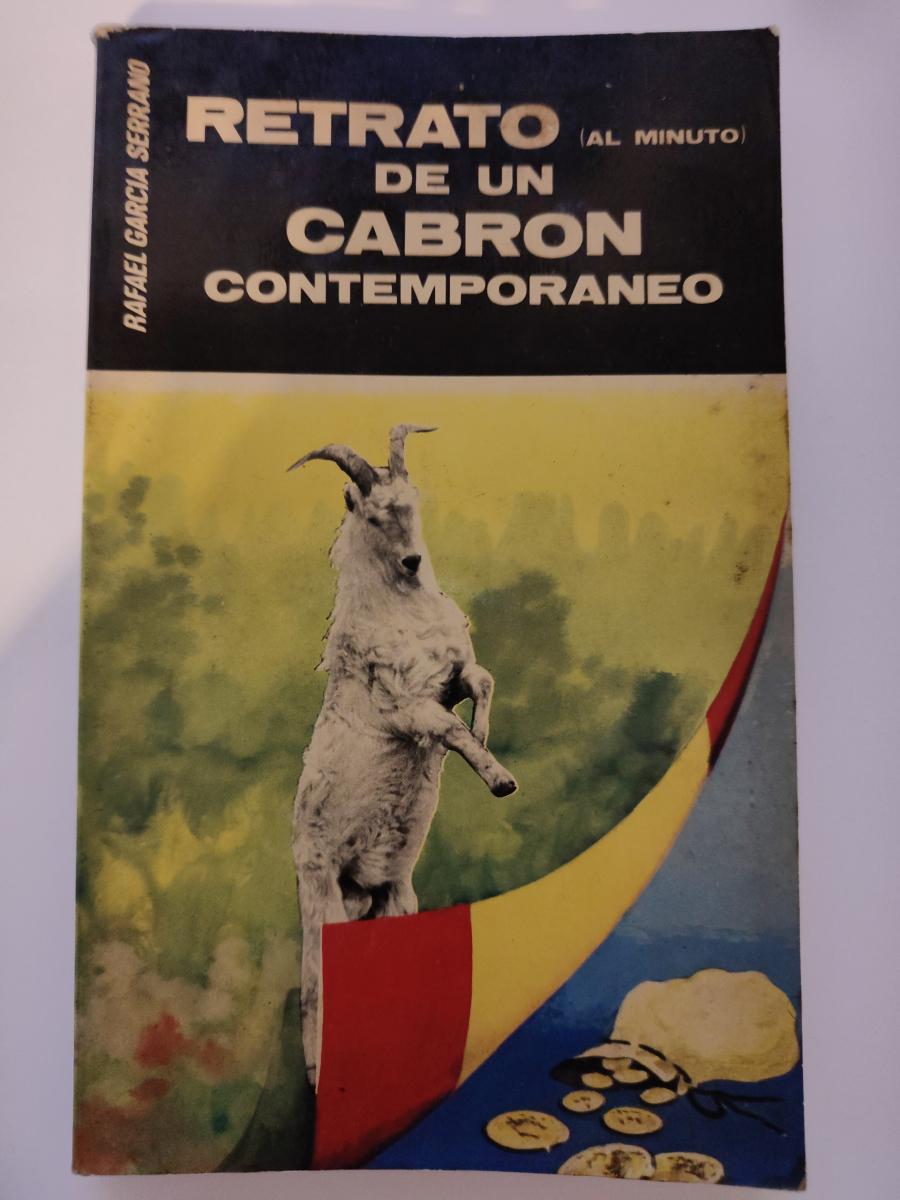 RAFAEL GARCIA SERRANO
RETRATO (AL MINUTO)
DE UN
CABRON
CONTEMPORANEO